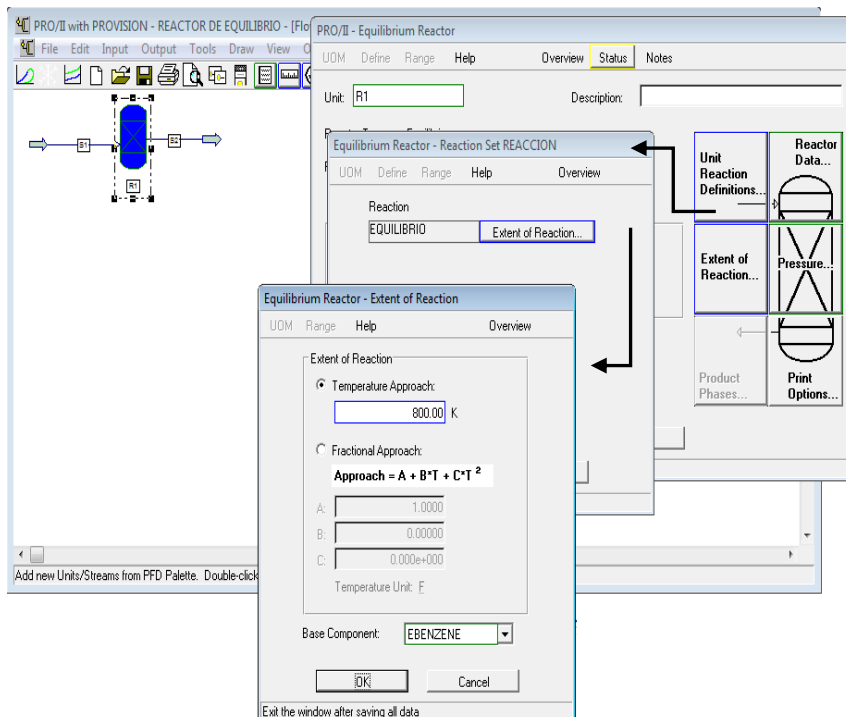 PRO/II with PROVISION - REACTOR DE EQUILIBRIO - [Flo
File Edit Input Output Tools Draw View O
S1
S2
R1
Add new Units/Streams from PFD Palette. Double-click
PRO/II - Equilibrium Reactor
UOM Define Range Help Overview Status Notes
Unit: R1 Description:
Unit
Reaction
Definitions...
Reactor
Data...
Extent of
Reaction...
Pressure...
Product
Phases...
Print
Options...
Equilibrium Reactor - Reaction Set REACCION
UOM Define Range Help Overview
Reaction
EQUILIBRIO Extent of Reaction...
Equilibrium Reactor - Extent of Reaction
UOM Range Help Overview
Extent of Reaction
Temperature Approach:
800.00 K
Fractional Approach:
Approach = A + B*T + C*T 2
A: 1.0000
B: 0.00000
C: 0.000e+000
Temperature Unit: F
Base Component: EBENZENE
OK Cancel
Exit the window after saving all data